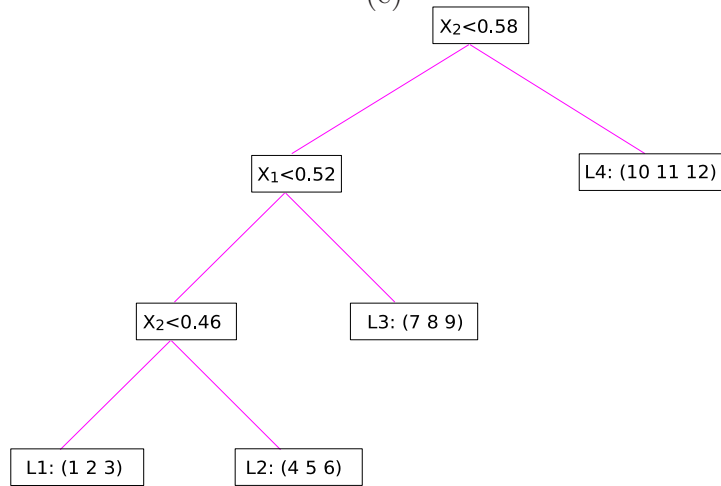 (c)
X₂<0.58
X₁<0.52
L4: (10 11 12)
X₂<0.46
L3: (7 8 9)
L1: (1 2 3)
L2: (4 5 6)